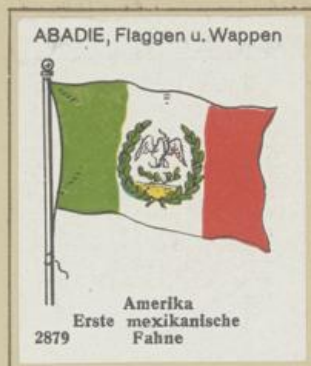 ABADIE, Flaggen u. Wappen
Amerika
Erste mexikanische
2879 Fahne